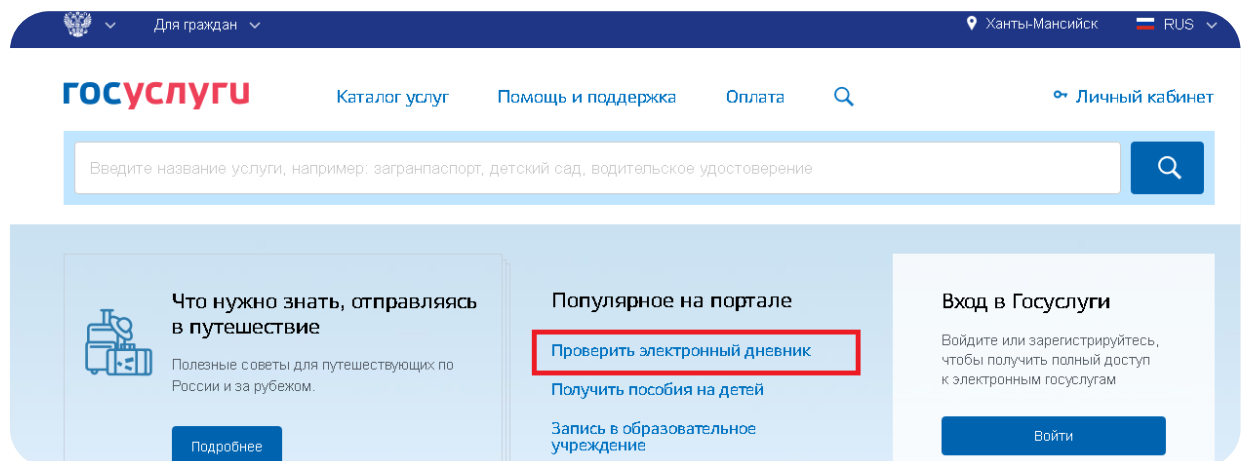 Для граждан
Ханты-Мансийск
RUS
госуслуги
Каталог услуг
Помощь и поддержка
Оплата
Личный кабинет
Введите название услуги, например: загранпаспорт, детский сад, водительское удостоверение
Что нужно знать, отправляясь
в путешествие
Полезные советы для путешествующих по
России и за рубежом.
Подробнее
Популярное на портале
Проверить электронный дневник
Получить пособия на детей
Запись в образовательное
учреждение
Вход в Госуслуги
Войдите или зарегистрируйтесь,
чтобы получить полный доступ
к электронным госуслугам
Войти